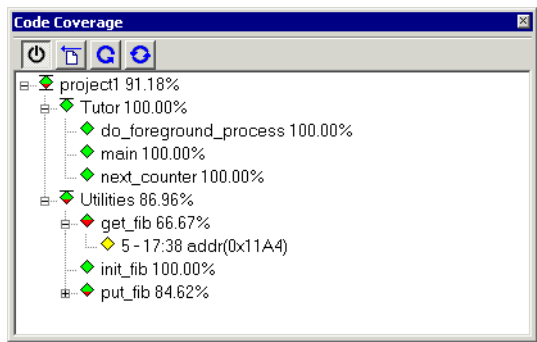 Code Coverage
project1 91.18%
Tutor 100.00%
do_foreground_process 100.00%
main 100.00%
next_counter 100.00%
Utilities 86.96%
get_fib 66.67%
5 - 17:38 addr(0x11A4)
init_fib 100.00%
put_fib 84.62%